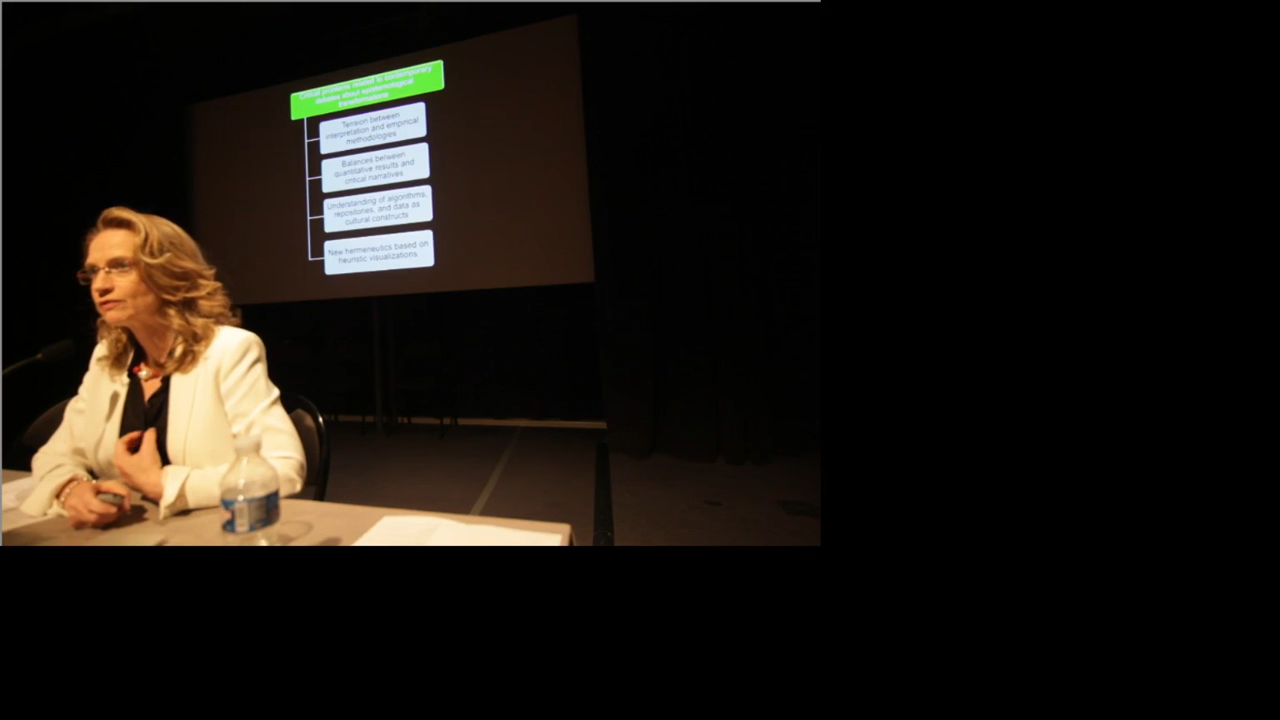 Critical problems related to contemporary
debates about epistemological
transformations
Tension between
interpretation and empirical
methodologies
Balances between
quantitative results and
critical narratives
Understanding of algorithms,
repositories, and data as
cultural constructs
New hermeneutics based on
heuristic visualizations